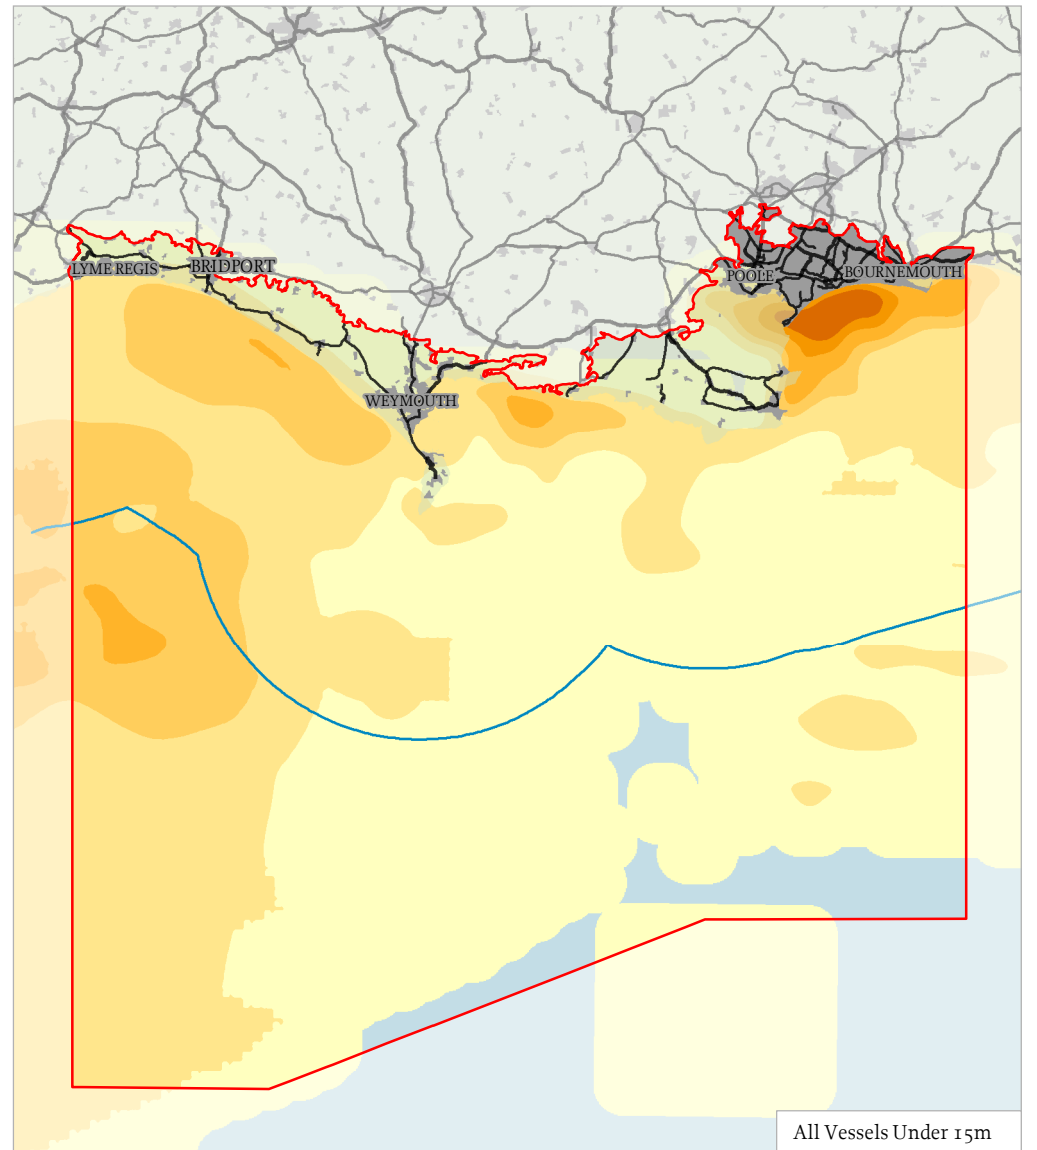 LYME REGIS
BRIDPORT
POOLE
BOURNEMOUTH
WEYMOUTH
All Vessels Under 15m